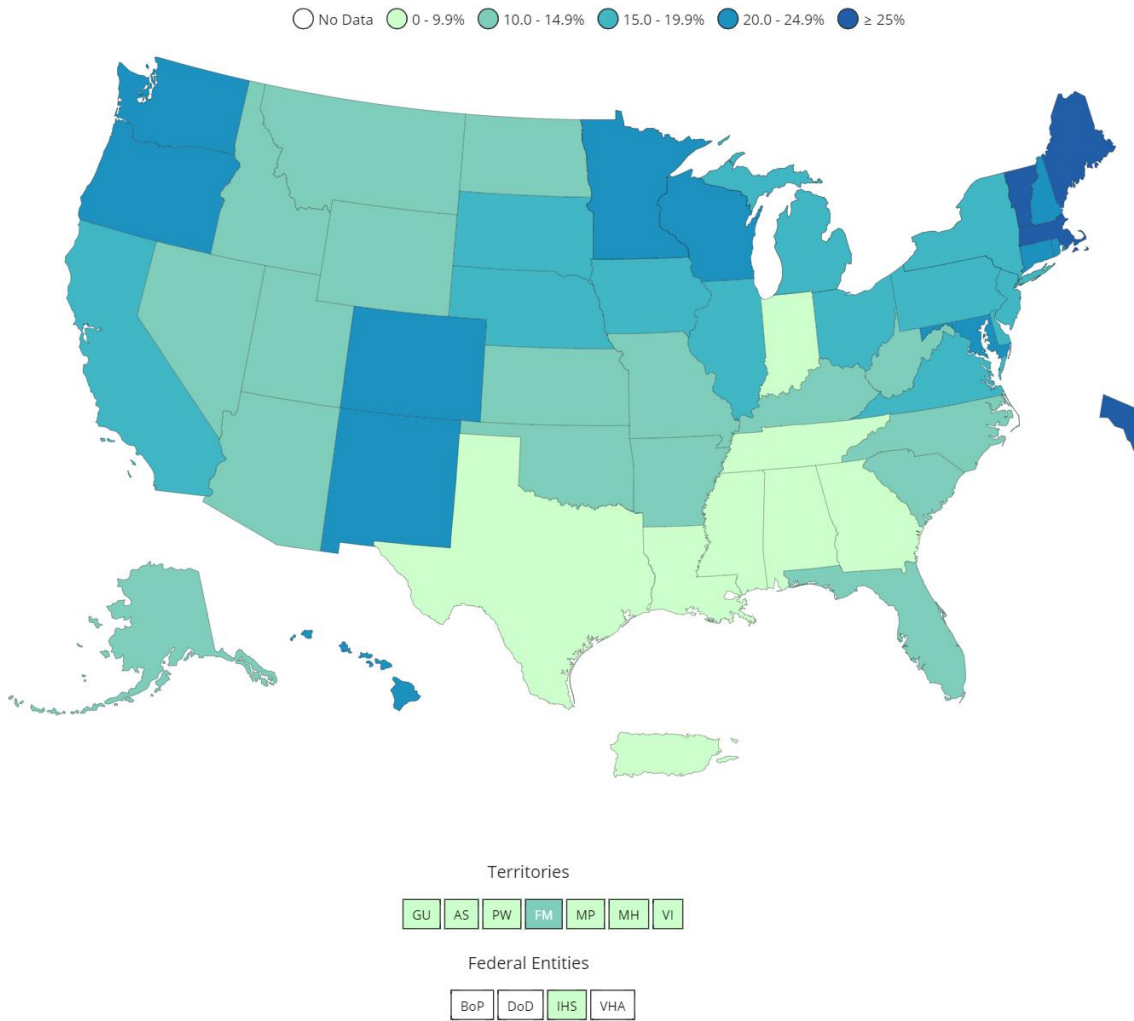 No Data 0 - 9.9% 10.0 - 14.9% 15.0 - 19.9% 20.0 - 24.9% ≥ 25%
Territories
GU AS PW FM MP MH VI
Federal Entities
BoP DoD IHS VHA